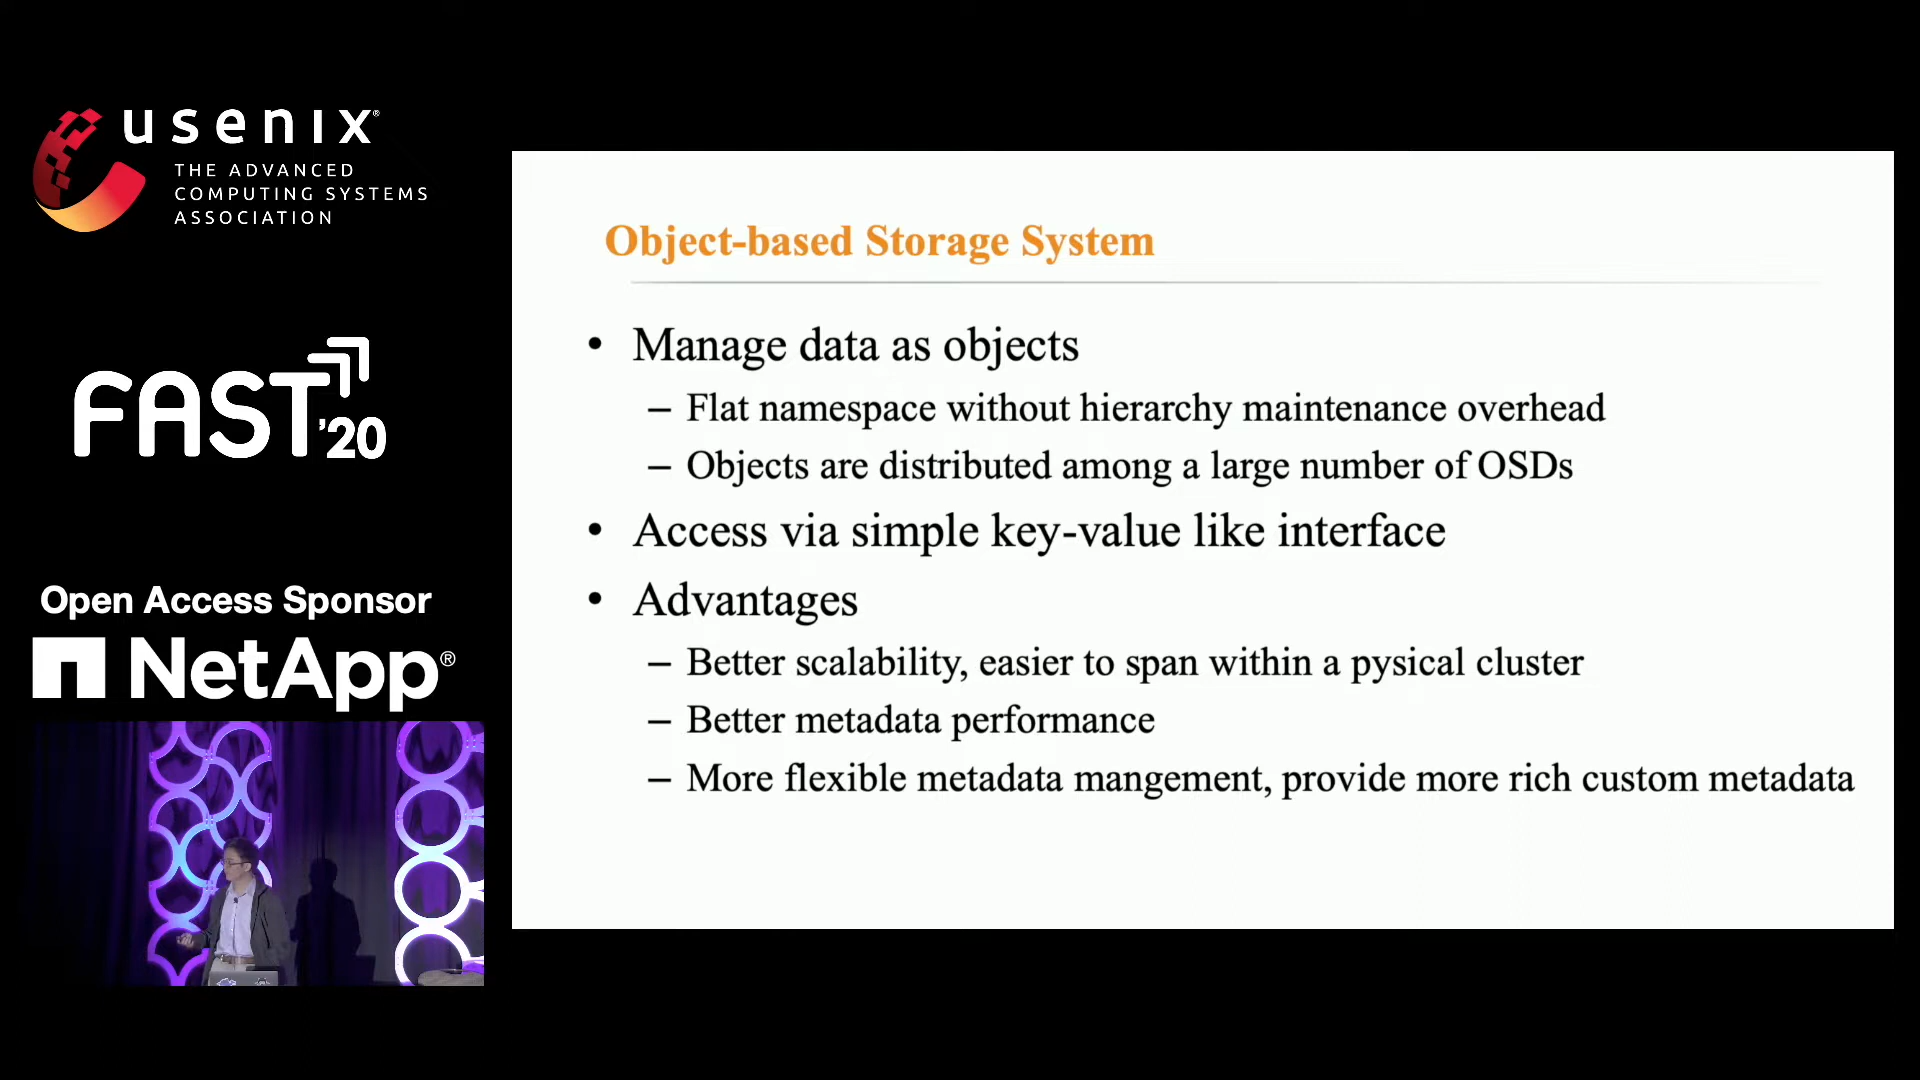 usenix®
THE ADVANCED
COMPUTING SYSTEMS
ASSOCIATION
FAST '20
Open Access Sponsor
NetApp®
Object-based Storage System
• Manage data as objects
– Flat namespace without hierarchy maintenance overhead
– Objects are distributed among a large number of OSDs
• Access via simple key-value like interface
• Advantages
– Better scalability, easier to span within a pysical cluster
– Better metadata performance
– More flexible metadata mangement, provide more rich custom metadata